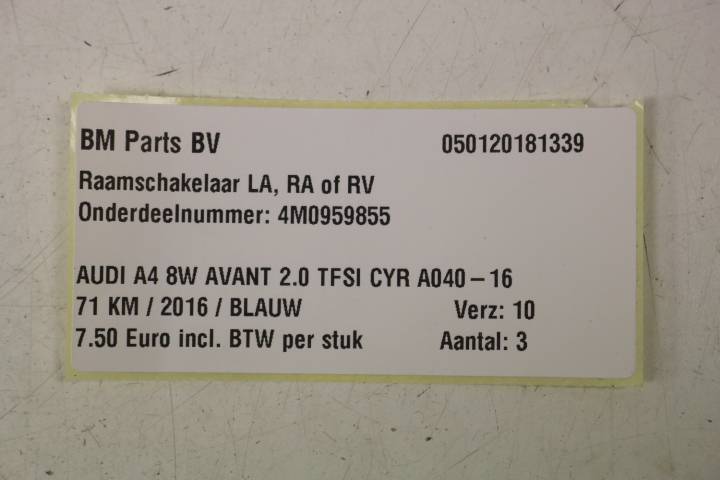 BM Parts BV 050120181339
Raamschakelaar LA, RA of RV
Onderdeelnummer: 4M0959855
AUDI A4 8W AVANT 2.0 TFSI CYR A040-16
71 KM / 2016 / BLAUW Verz: 10
7.50 Euro incl. BTW per stuk Aantal: 3